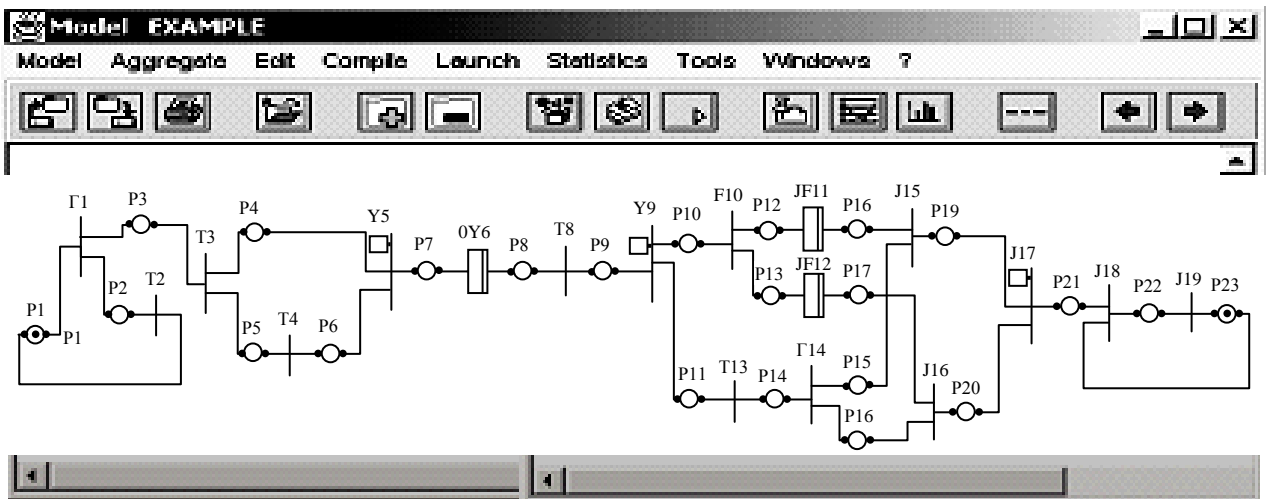 Model EXAMPLE
Model Aggregate Edit Compile Launch Statistics Tools Windows ?
Γ1 P3 P4 Y5 Y9 P10 F10 P12 JF11 P16 J15 P19
T3 0Y6 P7 P8 T8 P9 J17
P2 T2 P13 JF12 P17 P21 J18 P22 J19 P23
P1 P1 P5 T4 P6
Γ14 P15
P11 T13 P14 J16 P20
P16